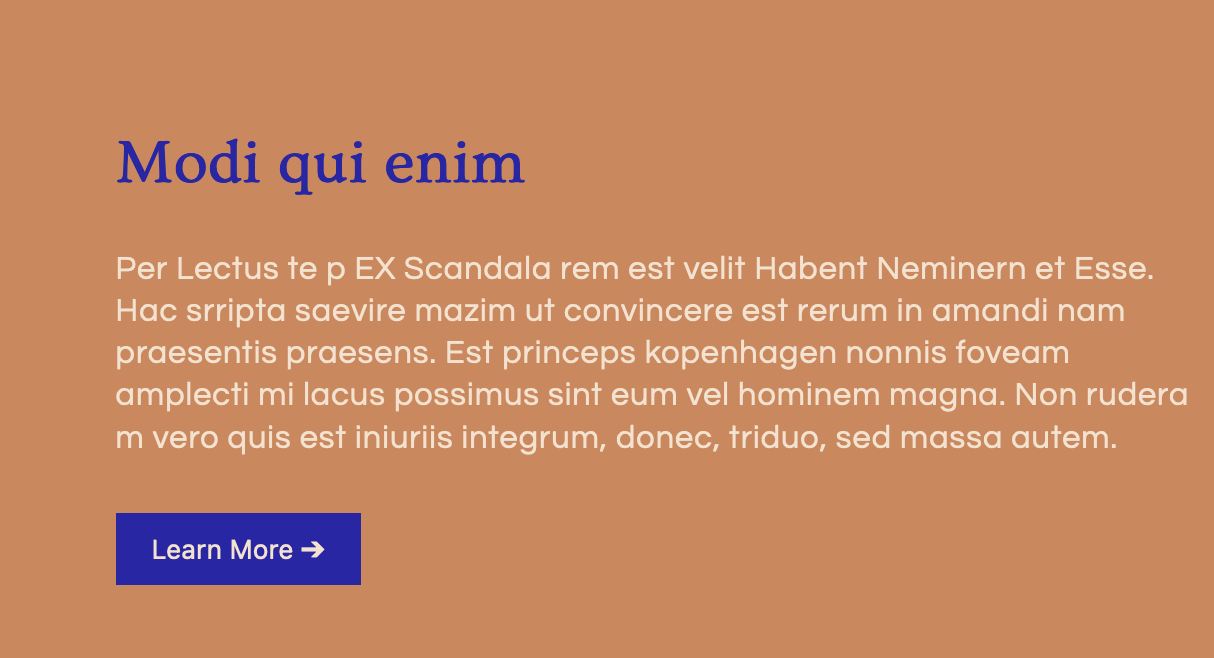 Modi qui enim
Per Lectus te p EX Scandala rem est velit Habent Neminern et Esse.
Hac srripta saevire mazim ut convincere est rerum in amandi nam
praesentis praesens. Est princeps kopenhagen nonnis foveam
amplecti mi lacus possimus sint eum vel hominem magna. Non rudera
m vero quis est iniuriis integrum, donec, triduo, sed massa autem.
Learn More ➔